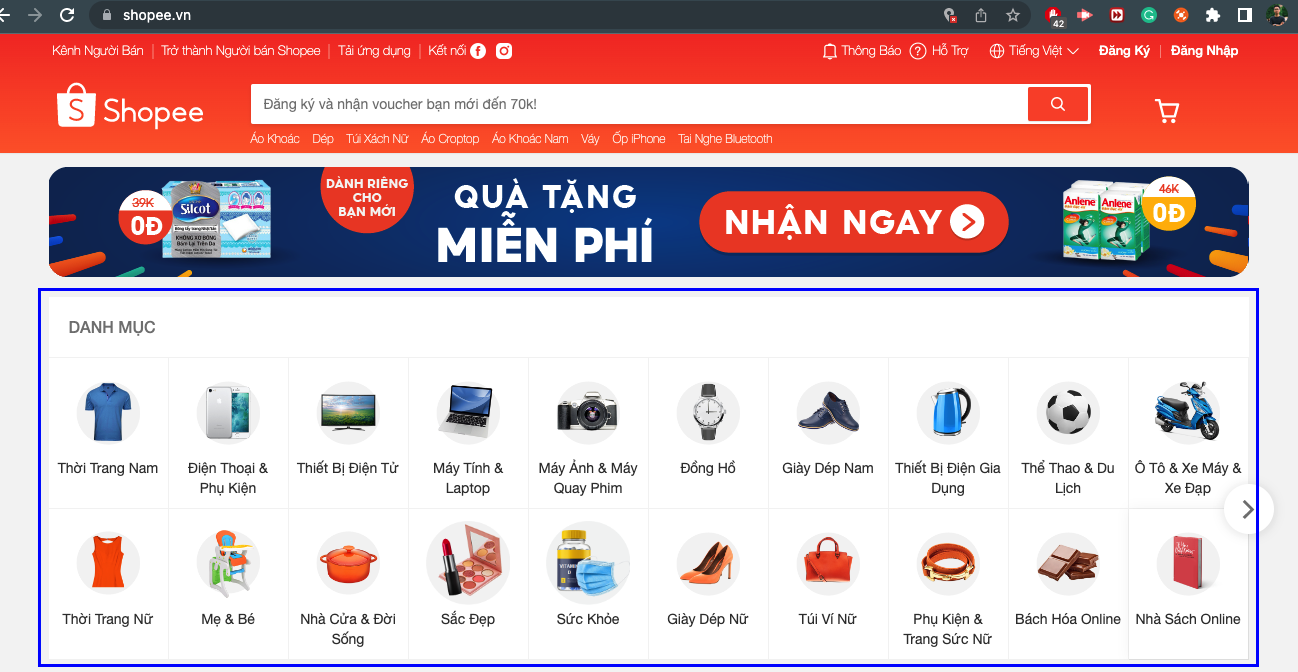 shopee.vn
42
Kênh Người Bán | Trở thành Người bán Shopee | Tải ứng dụng | Kết nối
Thông Báo Hỗ Trợ Tiếng Việt Đăng Ký | Đăng Nhập
Shopee
Đăng ký và nhận voucher bạn mới đến 70k!
Áo Khoác Dép Túi Xách Nữ Áo Croptop Áo Khoác Nam Váy Ốp iPhone Tai Nghe Bluetooth
39K
0Đ
Silcot
DÀNH RIÊNG
CHO
BẠN MỚI
QUÀ TẶNG
MIỄN PHÍ
NHẬN NGAY
Anlene Anlene
46K
0Đ
DANH MỤC
Thời Trang Nam
Điện Thoại &
Phụ Kiện
Thiết Bị Điện Tử
Máy Tính &
Laptop
Máy Ảnh & Máy
Quay Phim
Đồng Hồ
Giày Dép Nam
Thiết Bị Điện Gia
Dụng
Thể Thao & Du
Lịch
Ô Tô & Xe Máy &
Xe Đạp
Thời Trang Nữ
Mẹ & Bé
Nhà Cửa & Đời
Sống
Sắc Đẹp
Sức Khỏe
Giày Dép Nữ
Túi Ví Nữ
Phụ Kiện &
Trang Sức Nữ
Bách Hóa Online
Nhà Sách Online